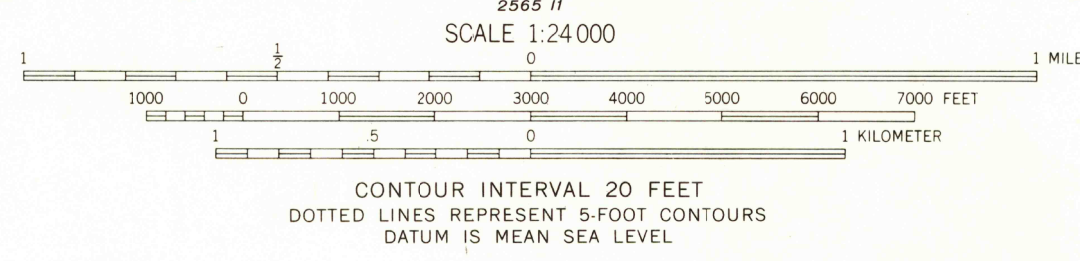 2565 II
SCALE 1:24 000
1 1/2 0 1 MILE
1000 0 1000 2000 3000 4000 5000 6000 7000 FEET
1 .5 0 1 KILOMETER
CONTOUR INTERVAL 20 FEET
DOTTED LINES REPRESENT 5-FOOT CONTOURS
DATUM IS MEAN SEA LEVEL